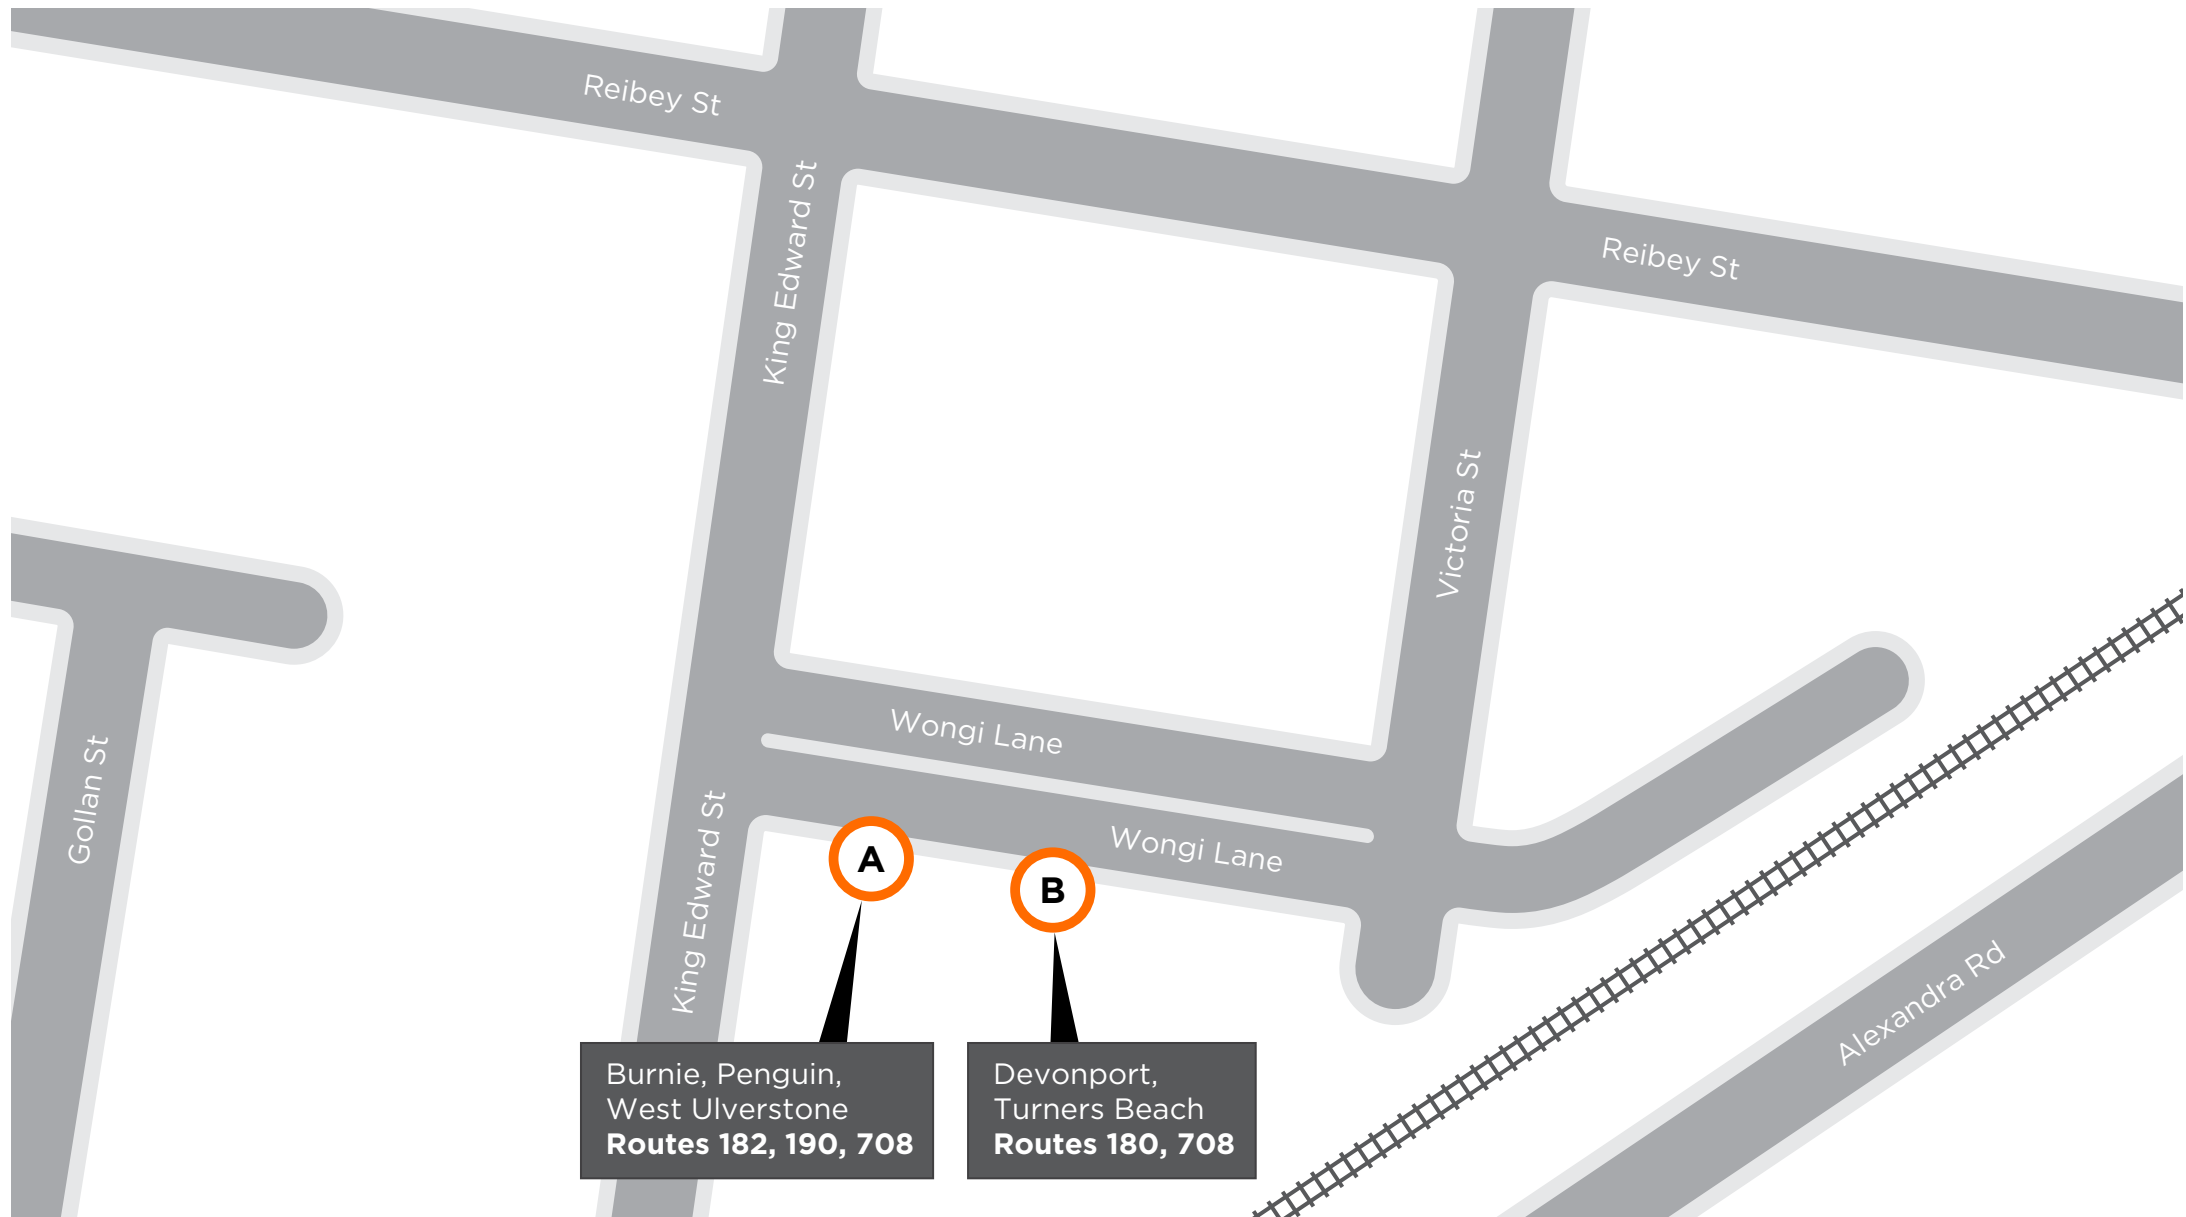 Reibey St
King Edward St
Reibey St
Victoria St
Wongi Lane
Gollan St
King Edward St
Wongi Lane
A
B
Alexandra Rd
Burnie, Penguin,
West Ulverstone
Routes 182, 190, 708
Devonport,
Turners Beach
Routes 180, 708